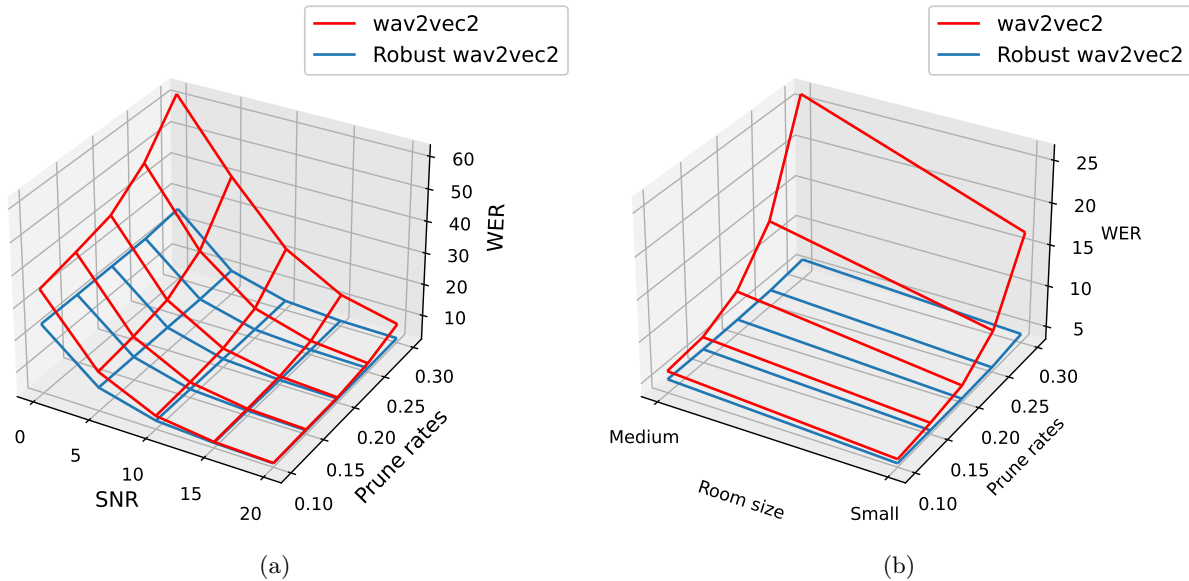 wav2vec2
Robust wav2vec2
60
50
40
30
20
10
WER
0
5
10
15
20
SNR
0.10
0.15
0.20
0.25
0.30
Prune rates
(a)
wav2vec2
Robust wav2vec2
25
20
15
10
5
WER
Medium
Small
Room size
0.10
0.15
0.20
0.25
0.30
Prune rates
(b)